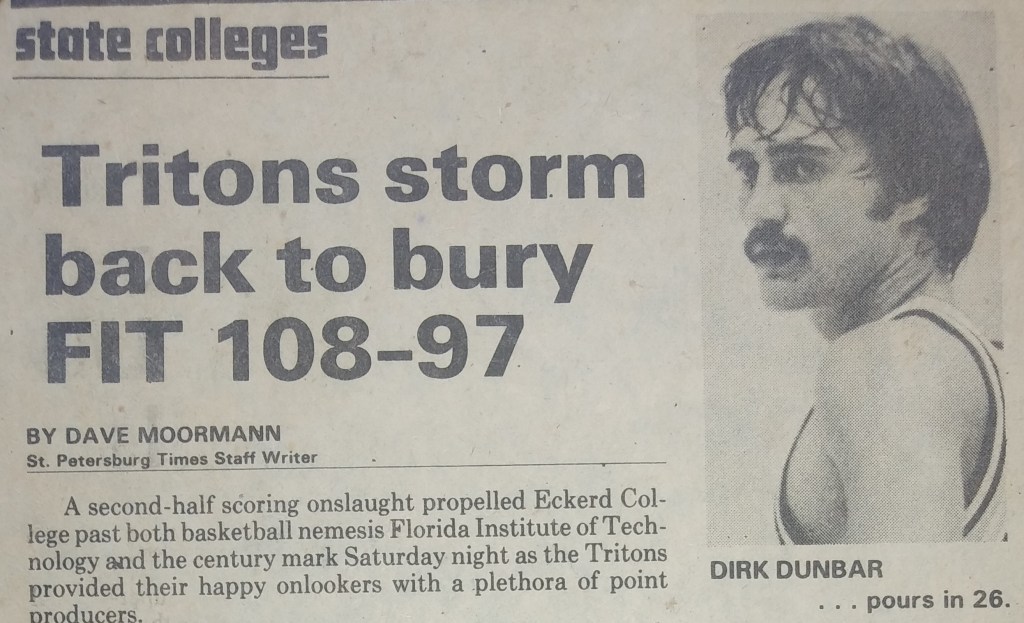 state colleges
Tritons storm
back to bury
FIT 108-97
BY DAVE MOORMANN
St. Petersburg Times Staff Writer
A second-half scoring onslaught propelled Eckerd Col-
lege past both basketball nemesis Florida Institute of Tech-
nology and the century mark Saturday night as the Tritons
provided their happy onlookers with a plethora of point
producers.
DIRK DUNBAR
. . . pours in 26.